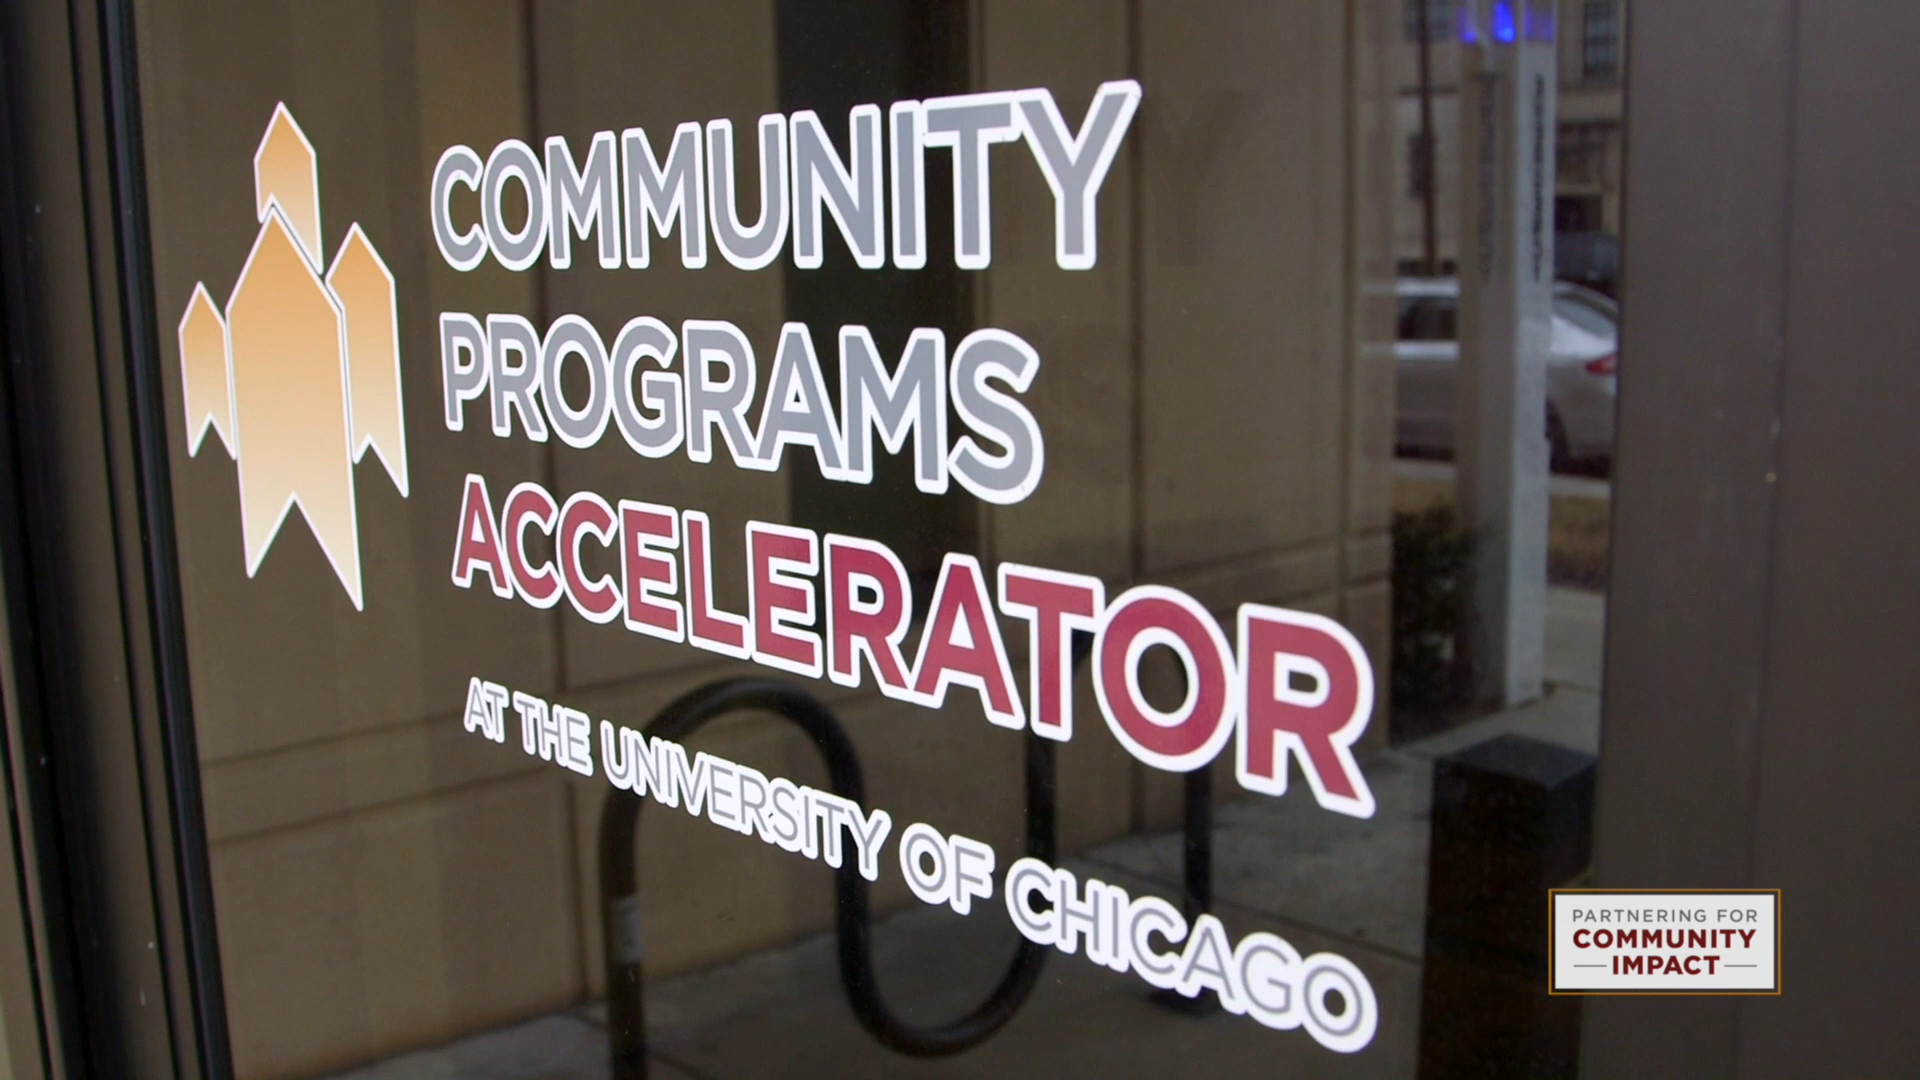 COMMUNITY
PROGRAMS
ACCELERATOR
AT THE UNIVERSITY OF CHICAGO
PARTNERING FOR
COMMUNITY
IMPACT